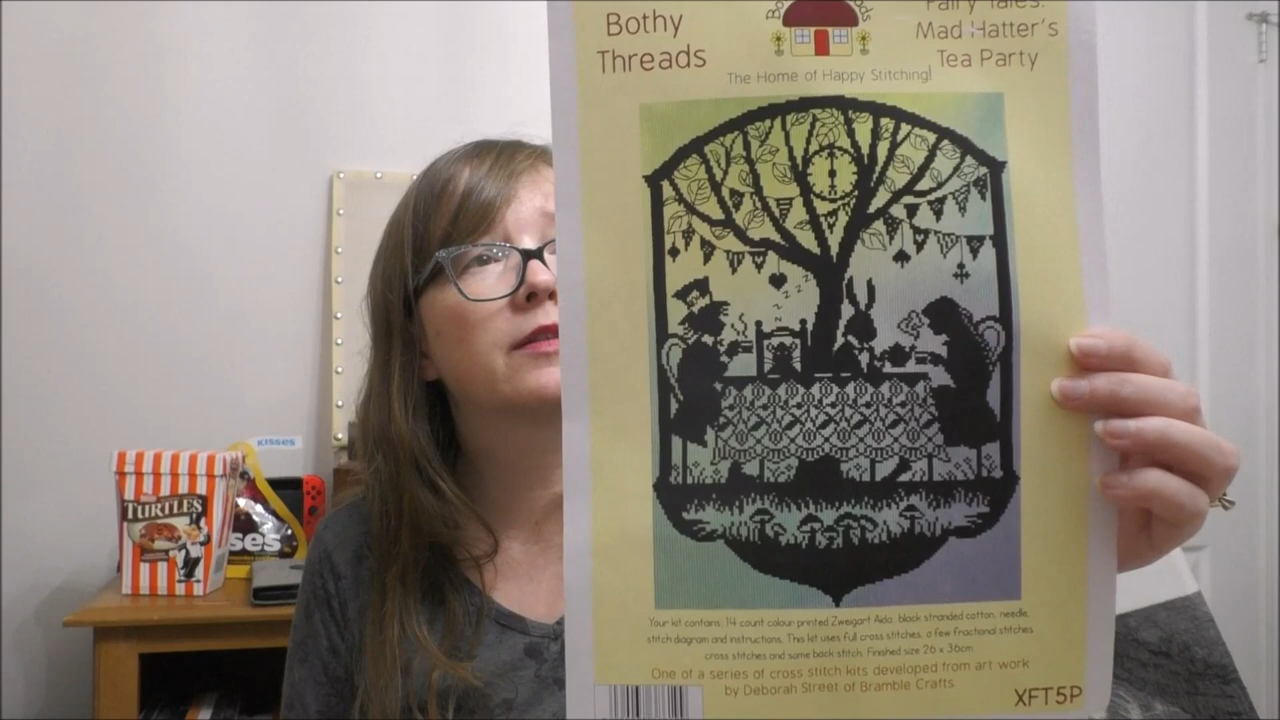 Bothy
Threads
The Home of Happy Stitching!
Fairy Tales:
Mad Hatter's
Tea Party
z z z z
Your kit contains: 14 count colour printed Zweigart Aida, black stranded cotton, needle,
stitch diagram and instructions. This kit uses full cross stitches, a few fractional stitches
cross stitches and some back stitch. Finished size 26 x 36cm
One of a series of cross stitch kits developed from art work
by Deborah Street of Bramble Crafts
XFT5P
KISSES
TURTLES
ses